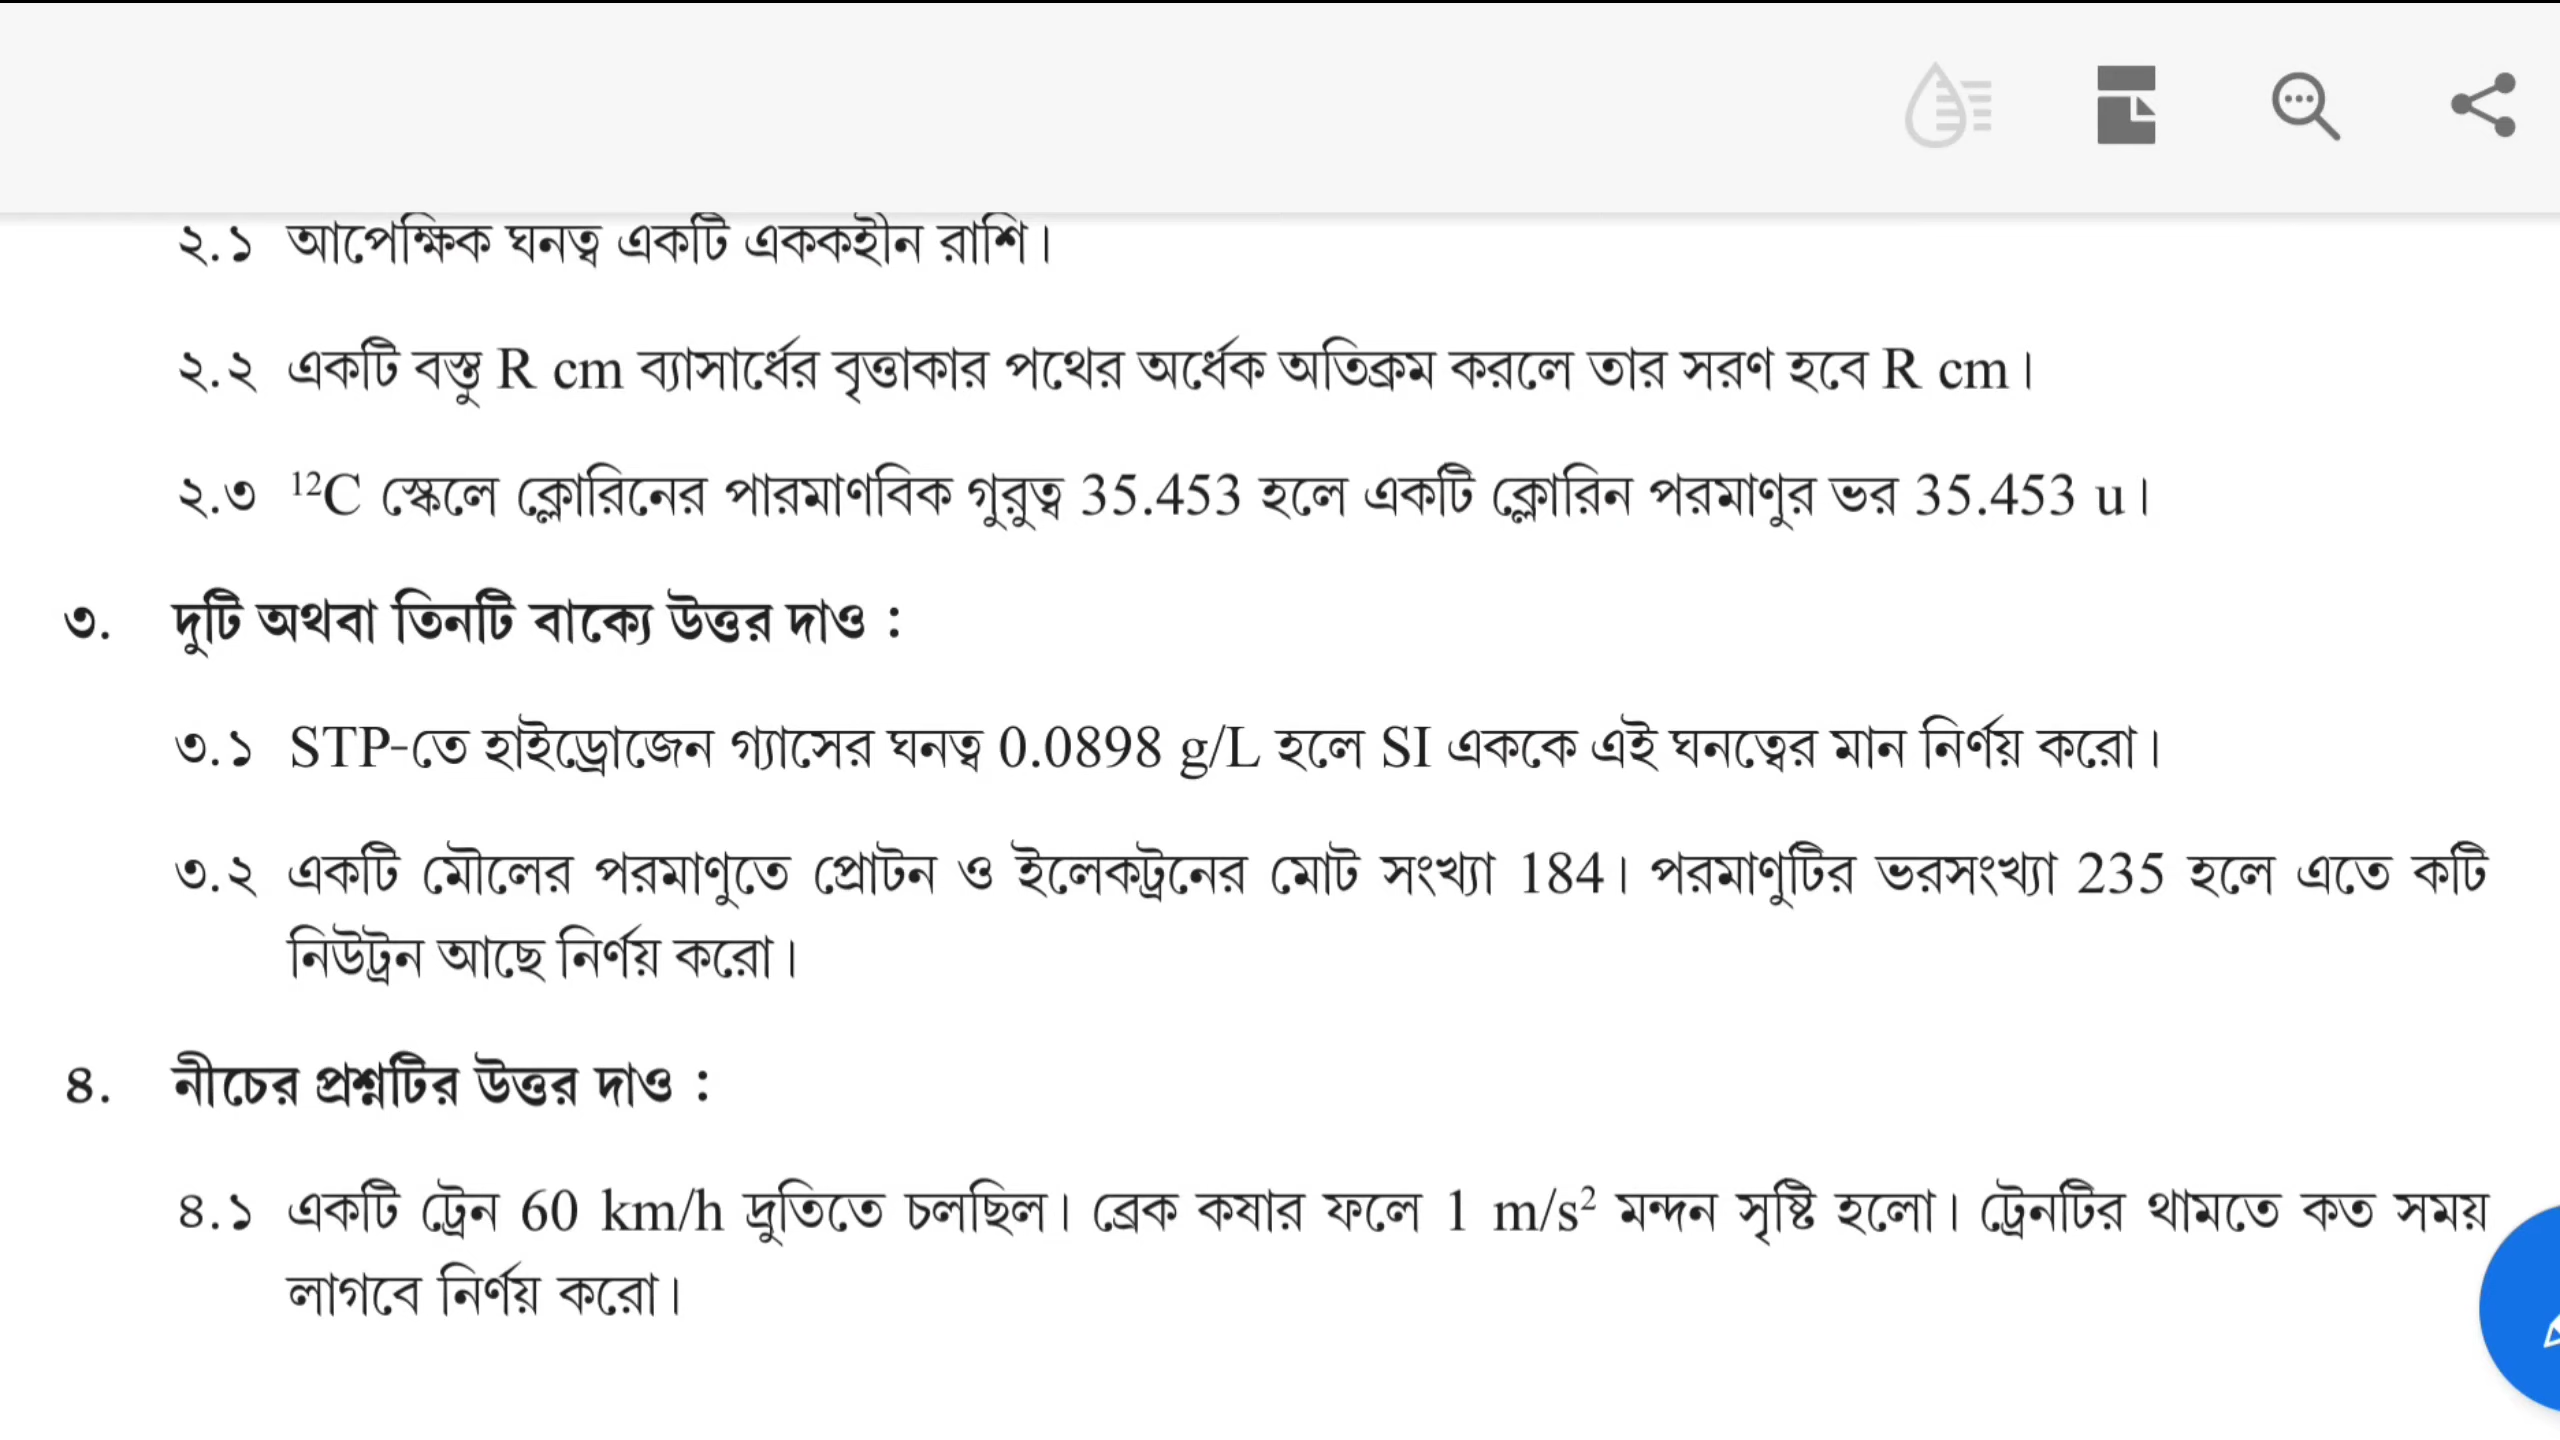 ২.১ আপেক্ষিক ঘনত্ব একটি এককহীন রাশি।
২.২ একটি বস্তু R cm ব্যাসার্ধের বৃত্তাকার পথের অর্ধেক অতিক্রম করলে তার সরণ হবে R cm।
২.৩ ¹²C স্কেলে ক্লোরিনের পারমাণবিক গুরুত্ব 35.453 হলে একটি ক্লোরিন পরমাণুর ভর 35.453 u।
৩. দুটি অথবা তিনটি বাক্যে উত্তর দাও :
৩.১ STP-তে হাইড্রোজেন গ্যাসের ঘনত্ব 0.0898 g/L হলে SI এককে এই ঘনত্বের মান নির্ণয় করো।
৩.২ একটি মৌলের পরমাণুতে প্রোটন ও ইলেকট্রনের মোট সংখ্যা 184। পরমাণুটির ভরসংখ্যা 235 হলে এতে কটি
নিউট্রন আছে নির্ণয় করো।
৪. নীচের প্রশ্নটির উত্তর দাও :
৪.১ একটি ট্রেন 60 km/h দ্রুতিতে চলছিল। ব্রেক কষার ফলে 1 m/s² মন্দন সৃষ্টি হলো। ট্রেনটির থামতে কত সময়
লাগবে নির্ণয় করো।